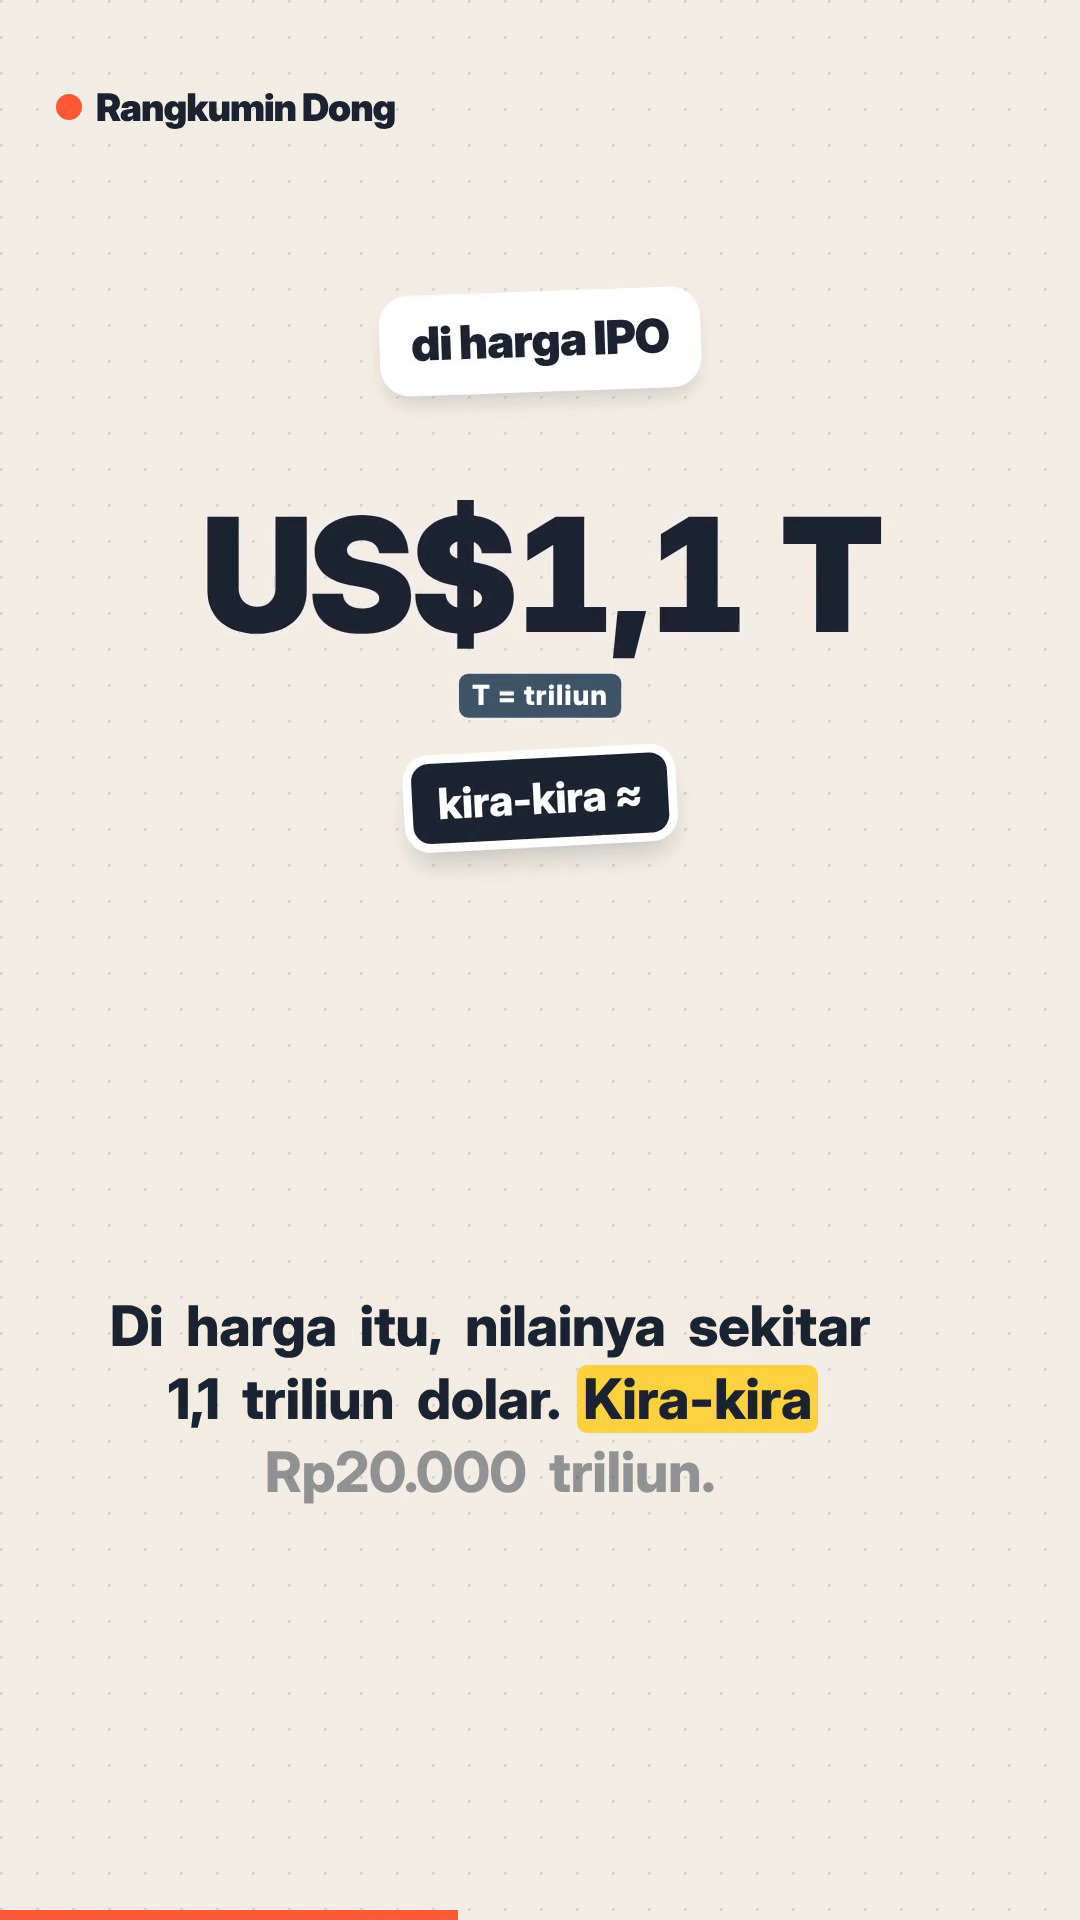 Rangkumin Dong
di harga IPO
US$1,1 T
T = triliun
kira-kira ≈
Di harga itu, nilainya sekitar
1,1 triliun dolar. Kira-kira
Rp20.000 triliun.